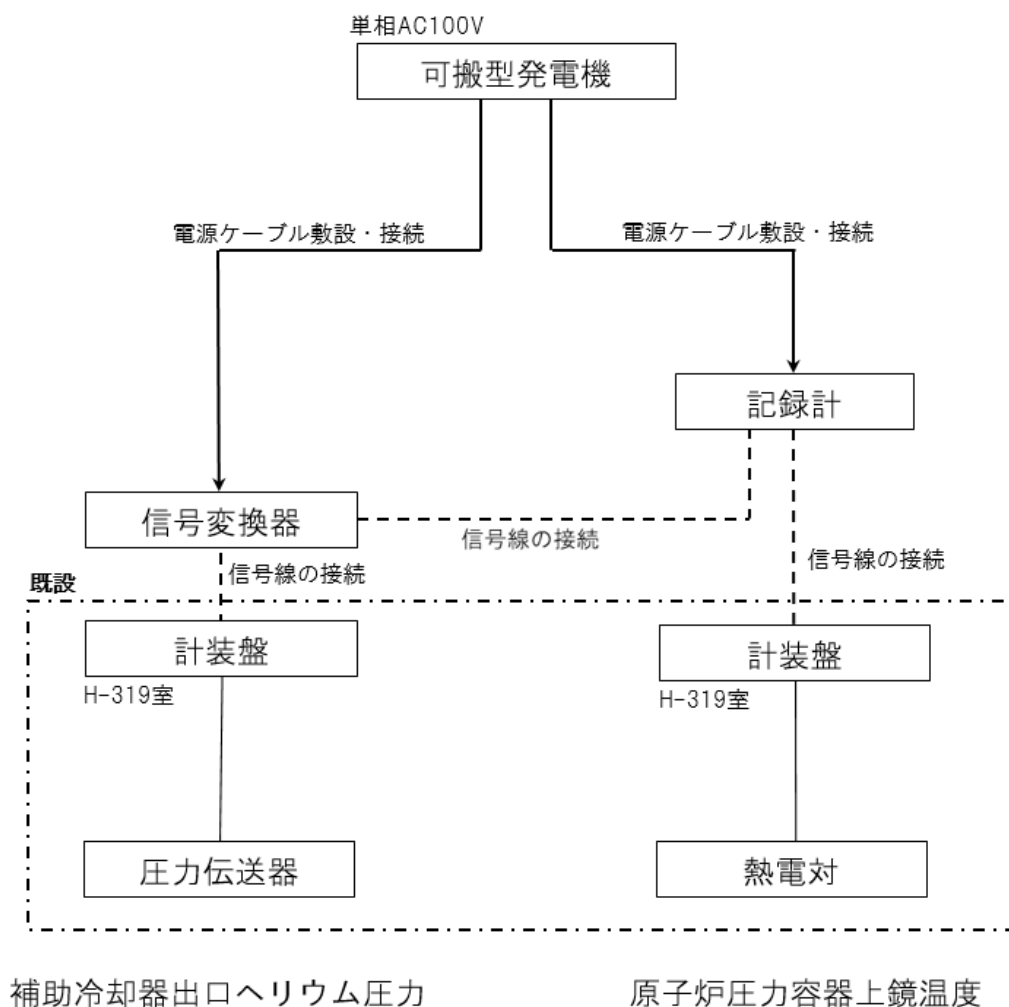 単相AC100V
可搬型発電機
電源ケーブル敷設・接続
電源ケーブル敷設・接続
記録計
信号変換器
信号線の接続
信号線の接続
信号線の接続
既設
計装盤
計装盤
H-319室
H-319室
圧力伝送器
熱電対
補助冷却器出口ヘリウム圧力
原子炉圧力容器上鏡温度